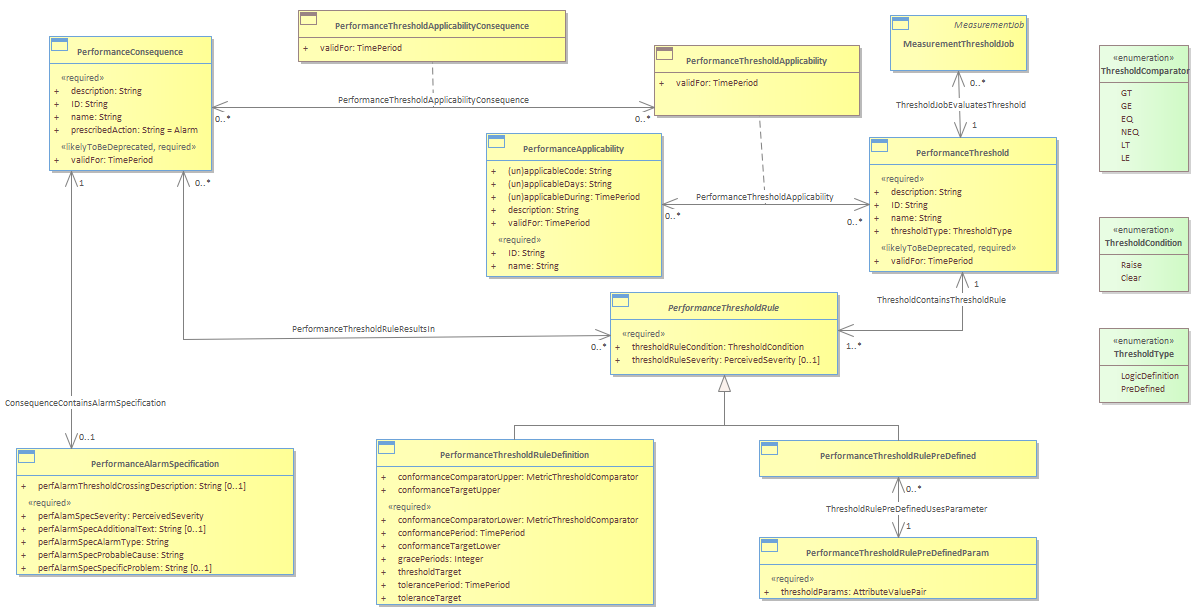 PerformanceThresholdApplicabilityConsequence
+ validFor: TimePeriod
MeasurementJob
MeasurementThresholdJob
PerformanceConsequence
«required»
+ description: String
+ ID: String
+ name: String
+ prescribedAction: String = Alarm
«likelyToBeDeprecated, required»
+ validFor: TimePeriod
PerformanceThresholdApplicability
+ validFor: TimePeriod
«enumeration»
ThresholdComparator
GT
GE
EQ
NEQ
LT
LE
PerformanceThresholdApplicabilityConsequence
0..*
0..*
0..*
ThresholdJobEvaluatesThreshold
1
PerformanceApplicability
+ (un)applicableCode: String
+ (un)applicableDays: String
+ (un)applicableDuring: TimePeriod
+ description: String
+ validFor: TimePeriod
«required»
+ ID: String
+ name: String
PerformanceThreshold
«required»
+ description: String
+ ID: String
+ name: String
+ thresholdType: ThresholdType
«likelyToBeDeprecated, required»
+ validFor: TimePeriod
PerformanceThresholdApplicability
0..*
0..*
1
0..*
«enumeration»
ThresholdCondition
Raise
Clear
1
ThresholdContainsThresholdRule
PerformanceThresholdRule
«required»
+ thresholdRuleCondition: ThresholdCondition
+ thresholdRuleSeverity: PerceivedSeverity [0..1]
PerformanceThresholdRuleResultsIn
0..*
1..*
«enumeration»
ThresholdType
LogicDefinition
PreDefined
ConsequenceContainsAlarmSpecification
0..1
PerformanceAlarmSpecification
+ perfAlarmThresholdCrossingDescription: String [0..1]
«required»
+ perfAlamSpecSeverity: PerceivedSeverity
+ perfAlarmSpecAdditionalText: String [0..1]
+ perfAlarmSpecAlarmType: String
+ perfAlarmSpecProbableCause: String
+ perfAlarmSpecSpecificProblem: String [0..1]
PerformanceThresholdRuleDefinition
+ conformanceComparatorUpper: MetricThresholdComparator
+ conformanceTargetUpper
«required»
+ conformanceComparatorLower: MetricThresholdComparator
+ conformancePeriod: TimePeriod
+ conformanceTargetLower
+ gracePeriods: Integer
+ thresholdTarget
+ tolerancePeriod: TimePeriod
+ toleranceTarget
PerformanceThresholdRulePreDefined
0..*
ThresholdRulePreDefinedUsesParameter
1
PerformanceThresholdRulePreDefinedParam
«required»
+ thresholdParams: AttributeValuePair